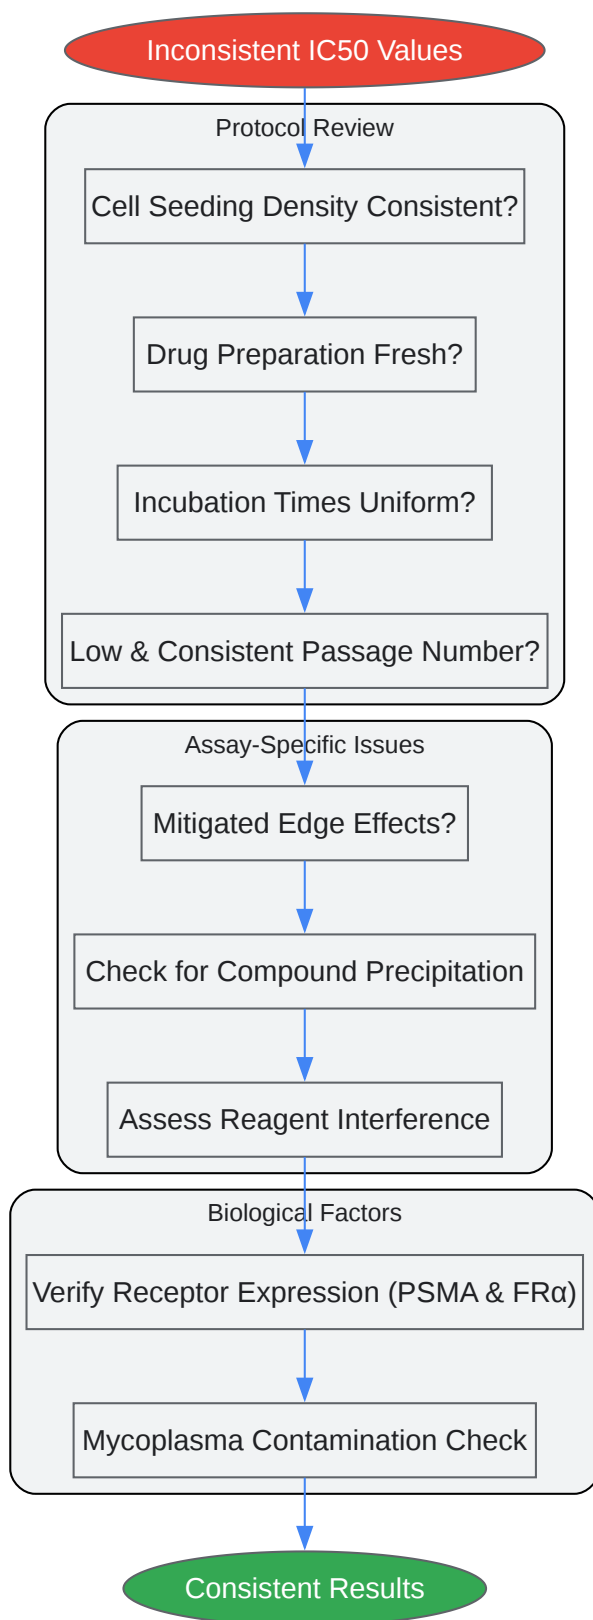 Inconsistent IC50 Values
Protocol Review
Cell Seeding Density Consistent?
Drug Preparation Fresh?
Incubation Times Uniform?
Low & Consistent Passage Number?
Assay-Specific Issues
Mitigated Edge Effects?
Check for Compound Precipitation
Assess Reagent Interference
Biological Factors
Verify Receptor Expression (PSMA & FRα)
Mycoplasma Contamination Check
Consistent Results